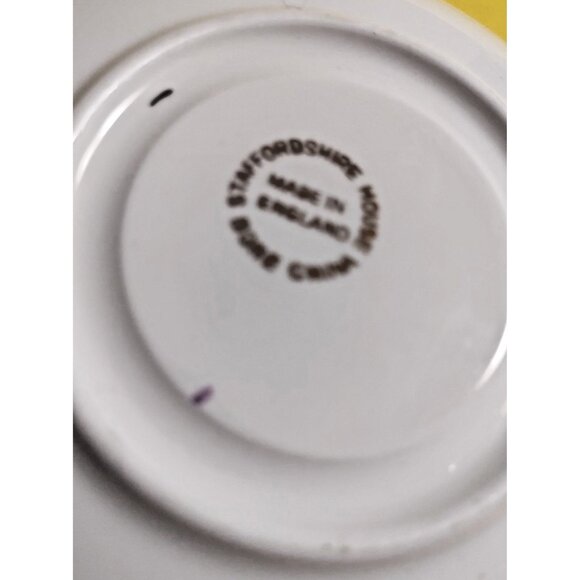 STAFFORDSHIRE HOUSE
MADE IN
ENGLAND
BONE CHINA